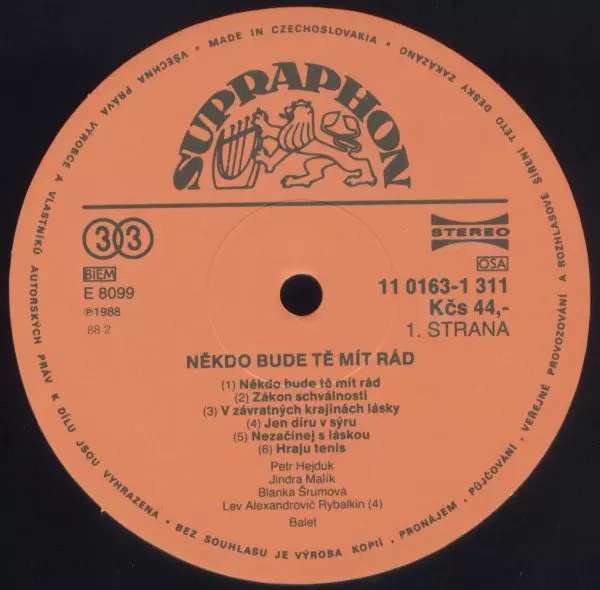 VŠECHNA PRÁVA VÝROBCE A VLASTNÍKŮ AUTORSKÝCH PRÁV K DÍLU JSOU VYHRAZENA • BEZ SOUHLASU JE VÝROBA KOPIÍ, PRONÁJEM, PŮJČOVÁNÍ, VEŘEJNÉ PROVOZOVÁNÍ A ROZHLASOVÉ ŠÍŘENÍ TÉTO DESKY ZAKÁZÁNO • MADE IN CZECHOSLOVAKIA •
SUPRAPHON
33
STEREO
BIEM
OSA
E 8099
11 0163-1 311
℗1988
Kčs 44,-
88 2
1. STRANA
NĚKDO BUDE TĚ MÍT RÁD
(1) Někdo bude tě mít rád
(2) Zákon schválnosti
(3) V závratných krajinách lásky
(4) Jen díru v sýru
(5) Nezačínej s láskou
(6) Hraju tenis
Petr Hejduk
Jindra Malík
Blanka Šrumová
Lev Alexandrovič Rybalkin (4)
Balet